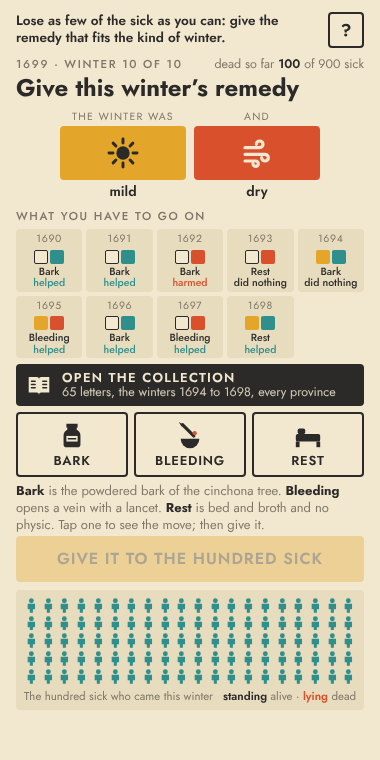 Lose as few of the sick as you can: give the
remedy that fits the kind of winter.
?
1699 · WINTER 10 OF 10
dead so far 100 of 900 sick
Give this winter’s remedy
THE WINTER WAS
AND
mild
dry
WHAT YOU HAVE TO GO ON
1690
Bark
helped
1691
Bark
helped
1692
Bark
harmed
1693
Rest
did nothing
1694
Bark
did nothing
1695
Bleeding
helped
1696
Bark
helped
1697
Bleeding
helped
1698
Rest
helped
OPEN THE COLLECTION
65 letters, the winters 1694 to 1698, every province
BARK
BLEEDING
REST
Bark is the powdered bark of the cinchona tree. Bleeding
opens a vein with a lancet. Rest is bed and broth and no
physic. Tap one to see the move; then give it.
GIVE IT TO THE HUNDRED SICK
The hundred sick who came this winter
standing alive · lying dead